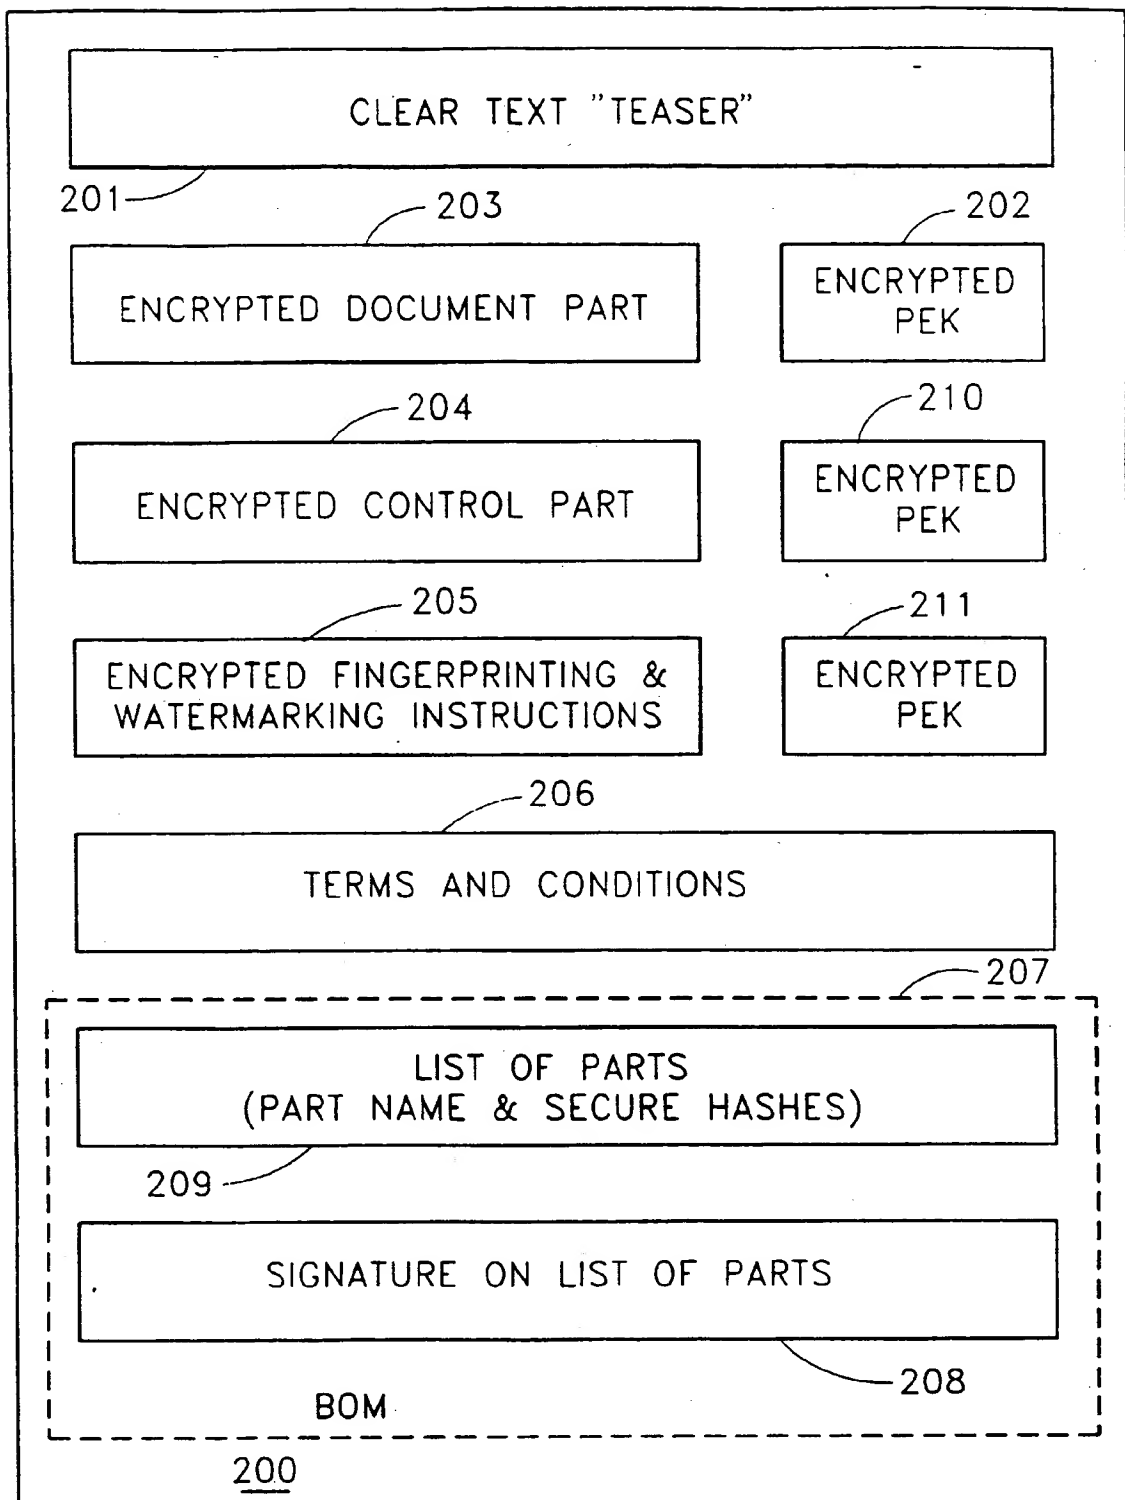 CLEAR TEXT "TEASER"
201
203
202
ENCRYPTED DOCUMENT PART
ENCRYPTED
PEK
204
210
ENCRYPTED CONTROL PART
ENCRYPTED
PEK
205
211
ENCRYPTED FINGERPRINTING &
WATERMARKING INSTRUCTIONS
ENCRYPTED
PEK
206
TERMS AND CONDITIONS
207
LIST OF PARTS
(PART NAME & SECURE HASHES)
209
SIGNATURE ON LIST OF PARTS
208
BOM
200